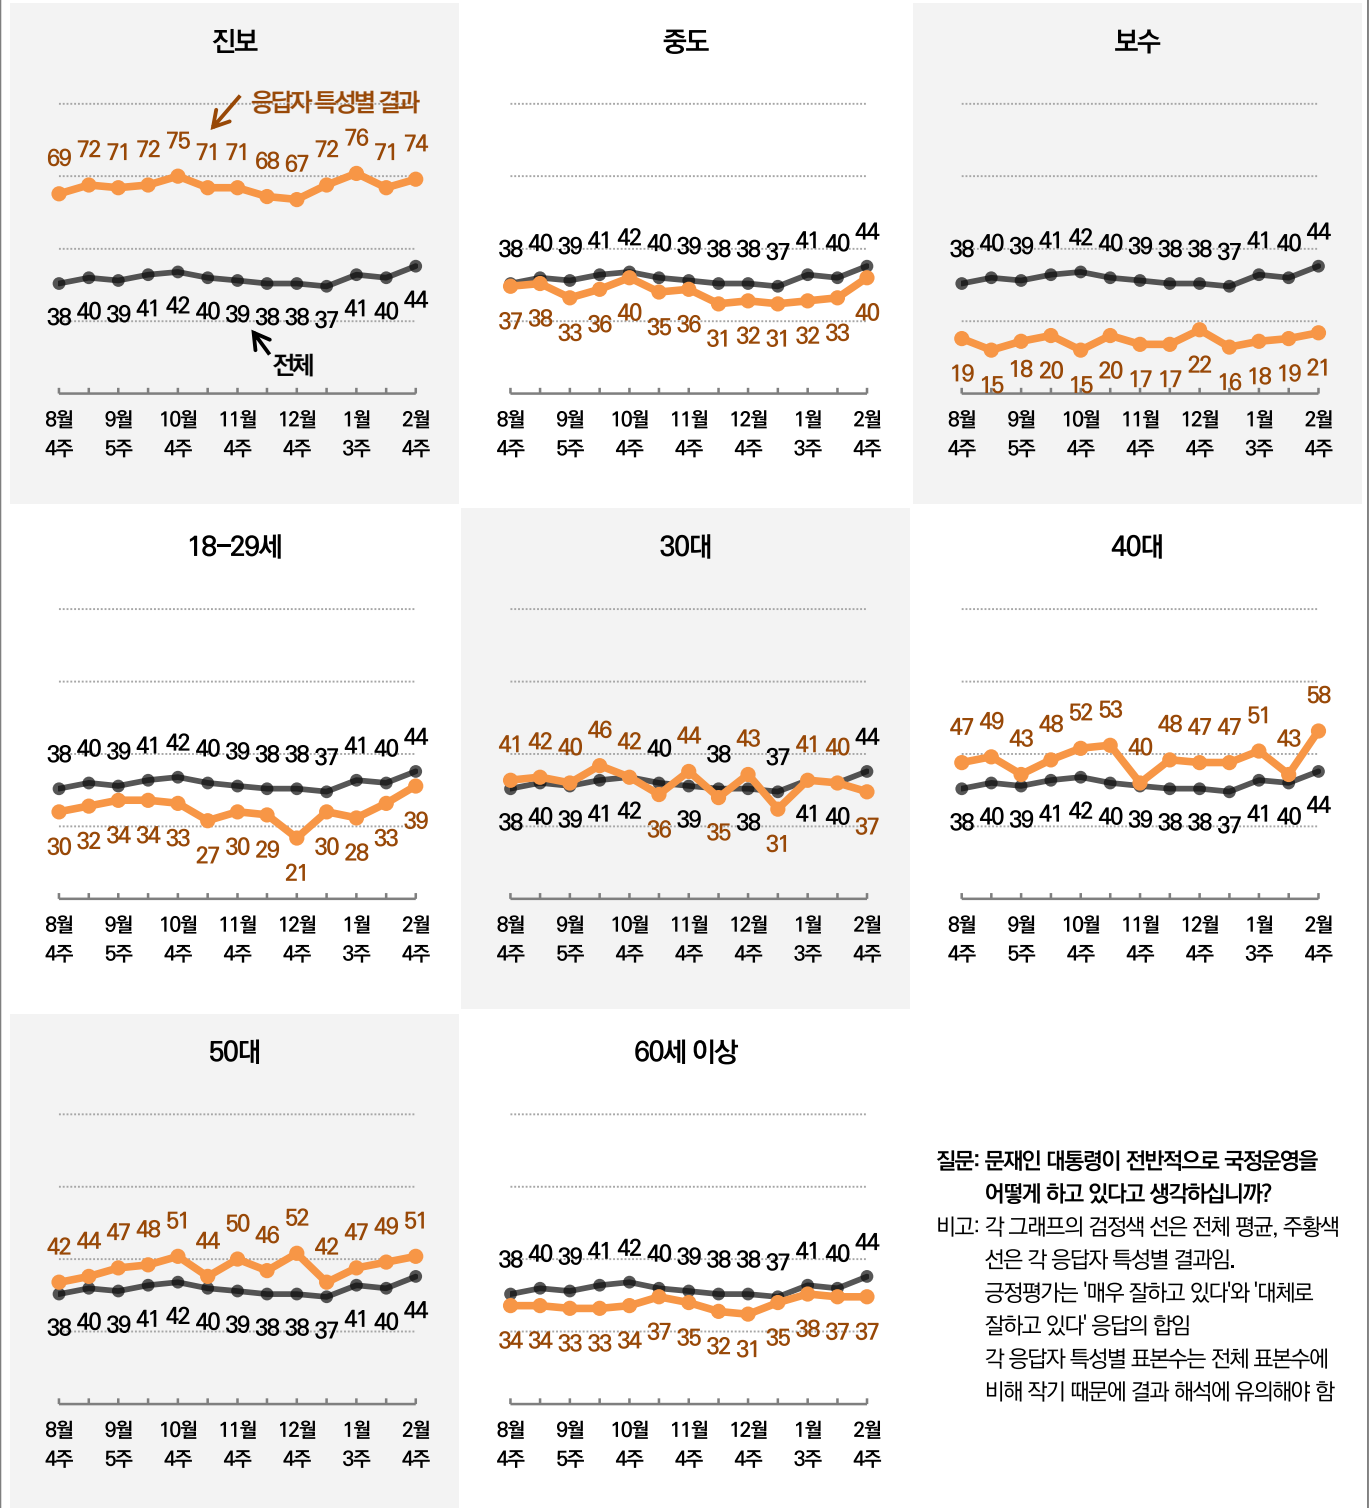 진보
응답자 특성별 결과
69 72 71 72 75 71 71 68 67 72 76 71 74
38 40 39 41 42 40 39 38 38 37 41 40 44
전체
8월 9월 10월 11월 12월 1월 2월
4주 5주 4주 4주 4주 3주 4주
중도
38 40 39 41 42 40 39 38 38 37 41 40 44
37 38 33 36 40 35 36 31 32 31 32 33 40
8월 9월 10월 11월 12월 1월 2월
4주 5주 4주 4주 4주 3주 4주
보수
38 40 39 41 42 40 39 38 38 37 41 40 44
19 15 18 20 15 20 17 17 22 16 18 19 21
8월 9월 10월 11월 12월 1월 2월
4주 5주 4주 4주 4주 3주 4주
18-29세
38 40 39 41 42 40 39 38 38 37 41 40 44
30 32 34 34 33 27 30 29 21 30 28 33 39
8월 9월 10월 11월 12월 1월 2월
4주 5주 4주 4주 4주 3주 4주
30대
41 42 40 46 42 40 44 38 43 37 41 40 44
38 40 39 41 42 36 39 35 38 31 41 40 37
8월 9월 10월 11월 12월 1월 2월
4주 5주 4주 4주 4주 3주 4주
40대
47 49 43 48 52 53 40 48 47 47 51 43 58
38 40 39 41 42 40 39 38 38 37 41 40 44
8월 9월 10월 11월 12월 1월 2월
4주 5주 4주 4주 4주 3주 4주
50대
42 44 47 48 51 44 50 46 52 42 47 49 51
38 40 39 41 42 40 39 38 38 37 41 40 44
8월 9월 10월 11월 12월 1월 2월
4주 5주 4주 4주 4주 3주 4주
60세 이상
38 40 39 41 42 40 39 38 38 37 41 40 44
34 34 33 33 34 37 35 32 31 35 38 37 37
8월 9월 10월 11월 12월 1월 2월
4주 5주 4주 4주 4주 3주 4주
질문: 문재인 대통령이 전반적으로 국정운영을
어떻게 하고 있다고 생각하십니까?
비고: 각 그래프의 검정색 선은 전체 평균, 주황색
선은 각 응답자 특성별 결과임.
긍정평가는 '매우 잘하고 있다'와 '대체로
잘하고 있다' 응답의 합임
각 응답자 특성별 표본수는 전체 표본수에
비해 작기 때문에 결과 해석에 유의해야 함